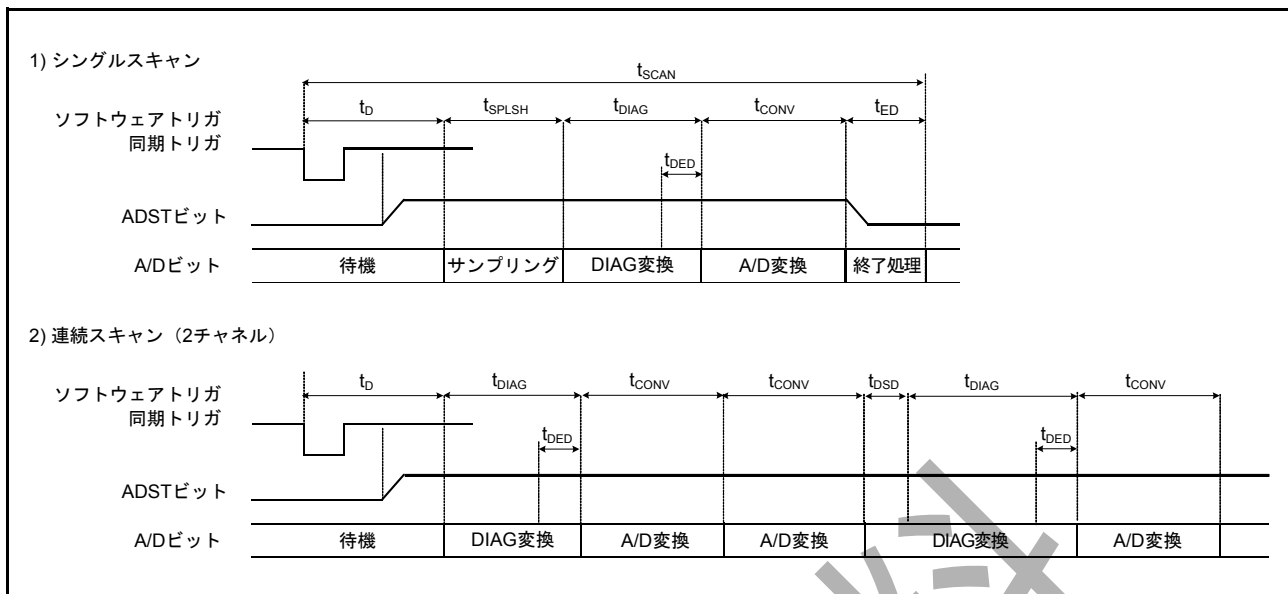 1) シングルスキャン
tSCAN
tD tSPLSH tDIAG tCONV tED
ソフトウェアトリガ
同期トリガ
tDED
ADSTビット
A/Dビット 待機 サンプリング DIAG変換 A/D変換 終了処理
2) 連続スキャン（2チャネル）
tD tDIAG tCONV tCONV tDSD tDIAG tCONV
ソフトウェアトリガ
同期トリガ
tDED tDED
ADSTビット
A/Dビット 待機 DIAG変換 A/D変換 A/D変換 DIAG変換 A/D変換